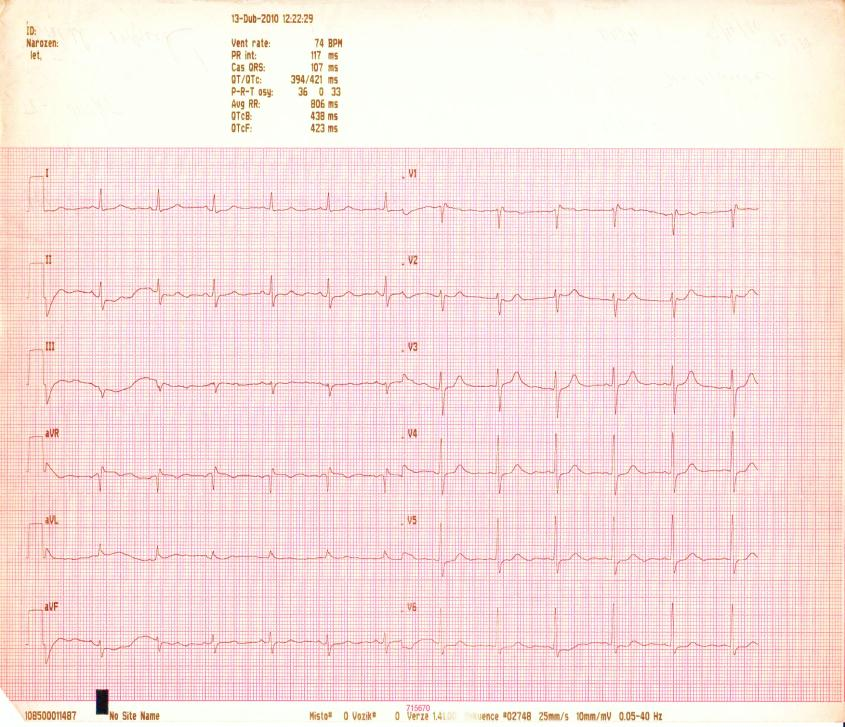 13-Dub-2010 12:22:29
ID:
Narozen:
let,
Vent rate: 74 BPM
PR int: 117 ms
Cas QRS: 107 ms
QT/QTc: 394/421 ms
P-R-T osy: 36 0 33
Avg RR: 806 ms
QTcB: 438 ms
QTcF: 423 ms
I V1
II V2
III V3
aVR V4
aVL V5
aVF V6
715670
108500011487 No Site Name Misto# 0 Vozik# 0 Verze 1.41.00 #02748 25mm/s 10mm/mV 0.05-40 Hz